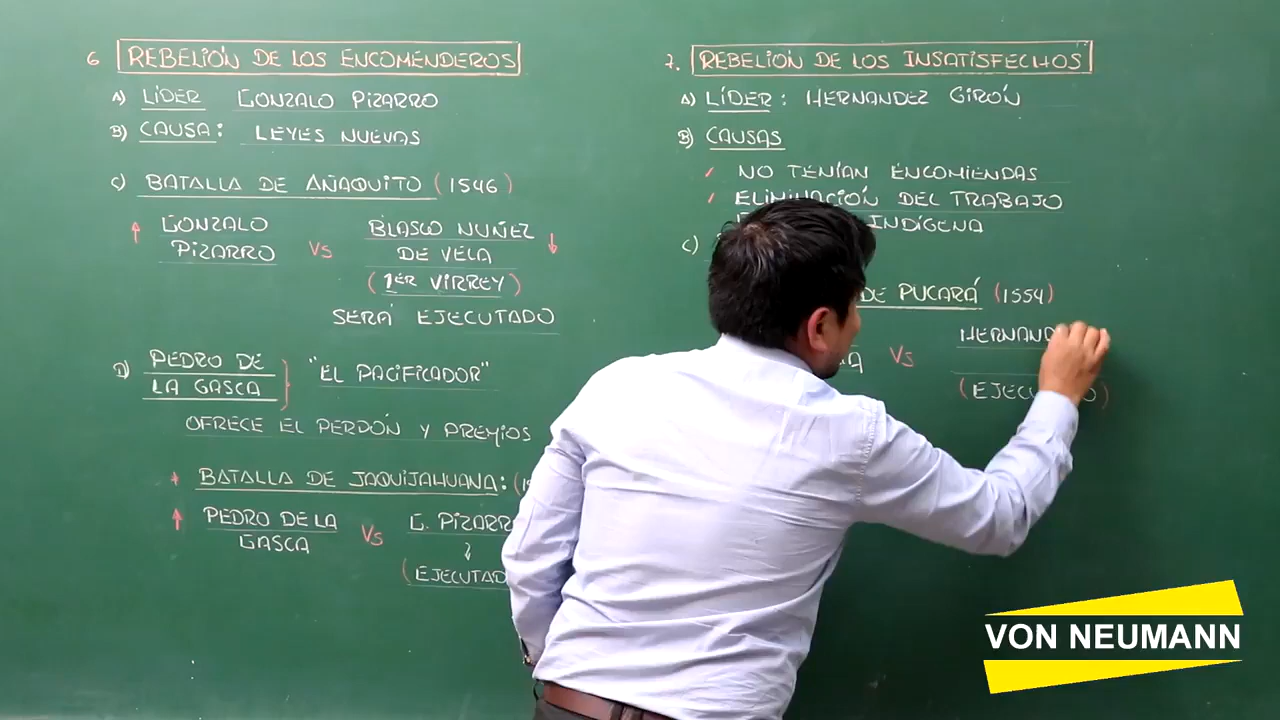 6 REBELIÓN DE LOS ENCOMENDEROS
A) LÍDER GONZALO PIZARRO
B) CAUSA: LEYES NUEVAS
C) BATALLA DE AÑAQUITO (1546)
GONZALO
PIZARRO
VS
BLASCO NUÑEZ
DE VELA
(1ER VIRREY)
SERÁ EJECUTADO
D) PEDRO DE
LA GASCA
"EL PACIFICADOR"
OFRECE EL PERDÓN Y PREMIOS
BATALLA DE JAQUIJAHUANA: (1
PEDRO DE LA
GASCA
VS
G. PIZARR
(EJECUTAD
7. REBELIÓN DE LOS INSATISFECHOS
A) LÍDER: HERNANDEZ GIRÓN
B) CAUSAS
NO TENÍAN ENCOMIENDAS
ELIMINACIÓN DEL TRABAJO
INDÍGENA
C)
DE PUCARÁ (1554)
VS
HERNAND
(EJECU O)
VON NEUMANN